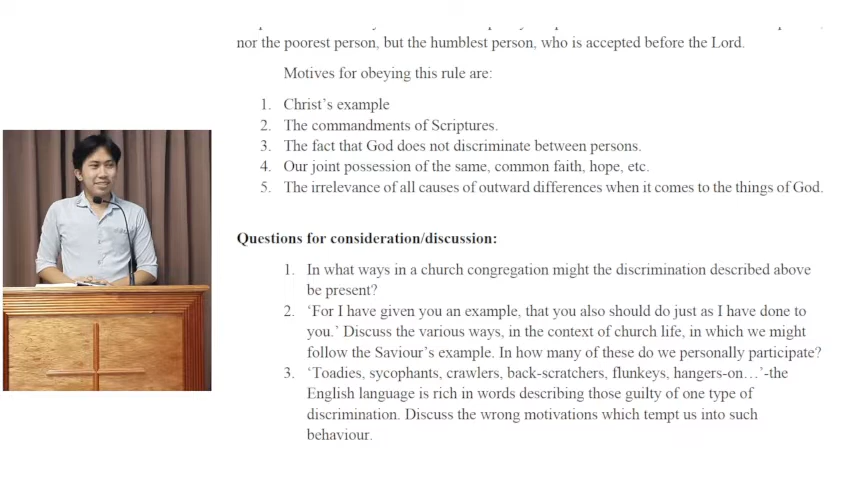 nor the poorest person, but the humblest person, who is accepted before the Lord.
Motives for obeying this rule are:
1. Christ’s example
2. The commandments of Scriptures.
3. The fact that God does not discriminate between persons.
4. Our joint possession of the same, common faith, hope, etc.
5. The irrelevance of all causes of outward differences when it comes to the things of God.
Questions for consideration/discussion:
1. In what ways in a church congregation might the discrimination described above
be present?
2. ‘For I have given you an example, that you also should do just as I have done to
you.’ Discuss the various ways, in the context of church life, in which we might
follow the Saviour’s example. In how many of these do we personally participate?
3. ‘Toadies, sycophants, crawlers, back-scratchers, flunkeys, hangers-on…’-the
English language is rich in words describing those guilty of one type of
discrimination. Discuss the wrong motivations which tempt us into such
behaviour.